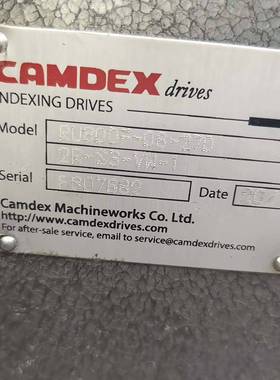 CAMDEX drives
INDEXING DRIVES
Model
Serial
Date
Camdex Machineworks Co. Ltd.
http://www.camdexdrives.com
For after-sale service, email to service@camdexdrives.com